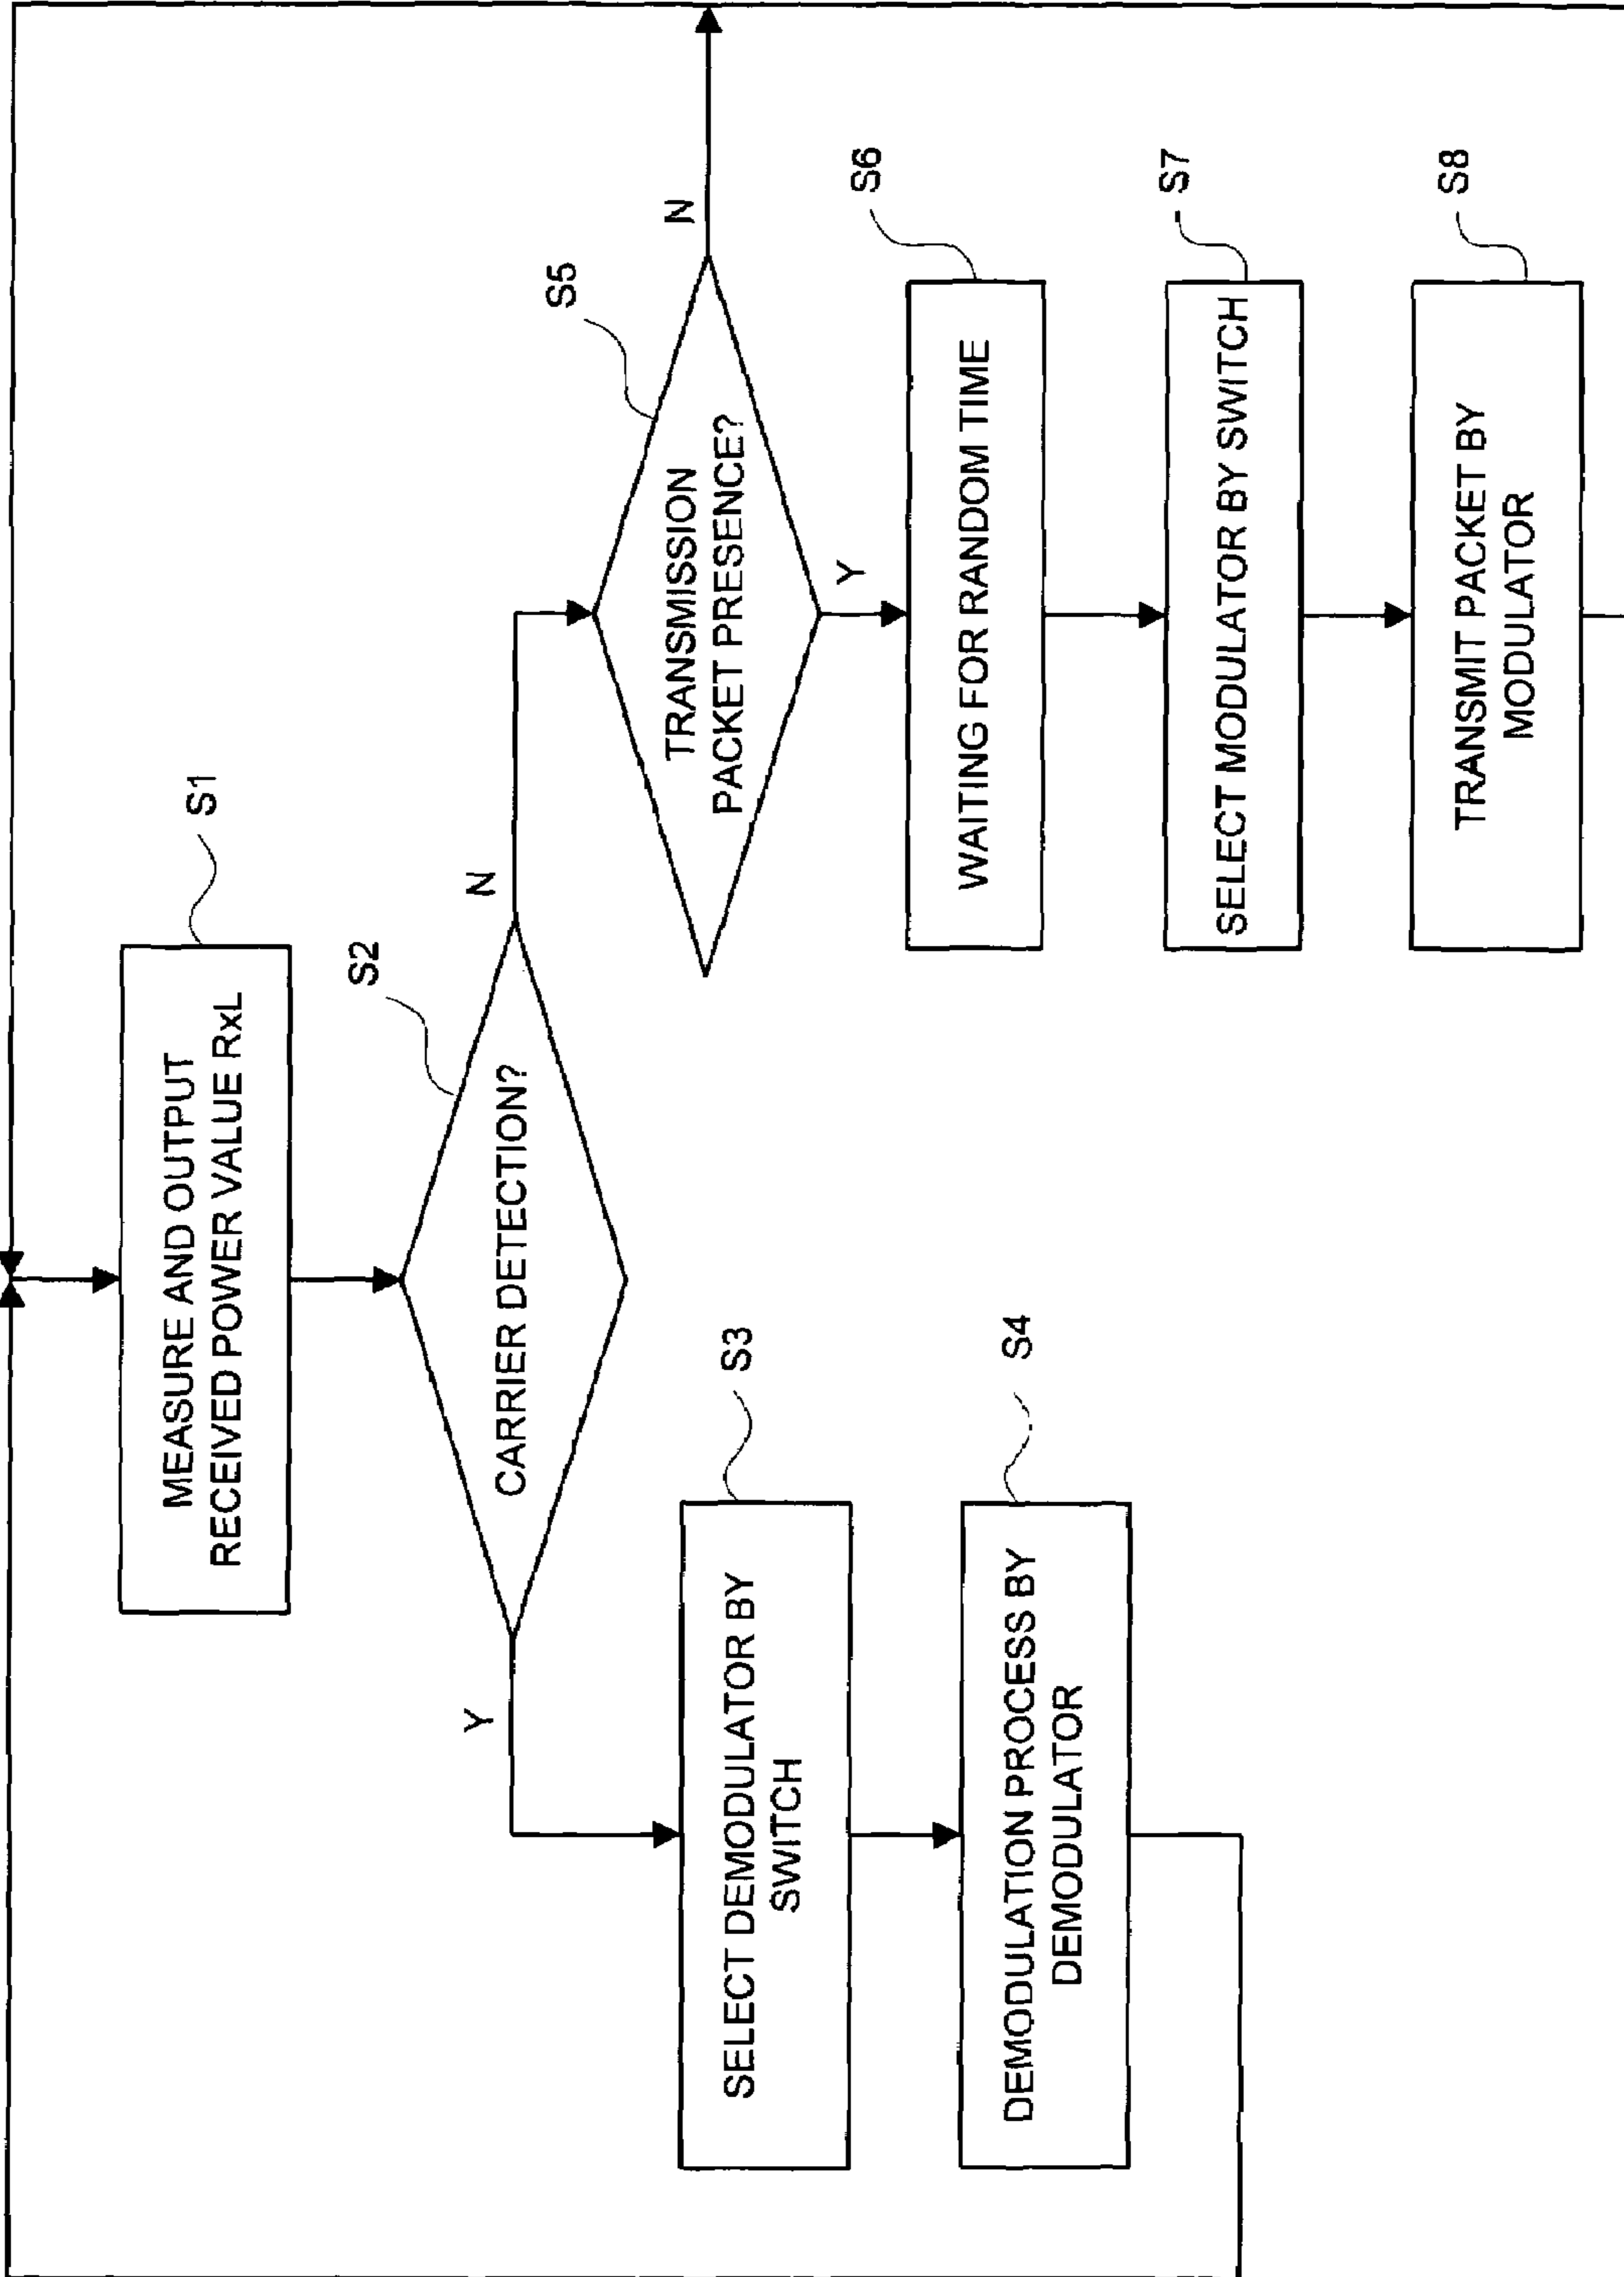 S1
MEASURE AND OUTPUT
RECEIVED POWER VALUE RxL
S2
CARRIER DETECTION?
Y
N
S3
SELECT DEMODULATOR BY
SWITCH
S4
DEMODULATION PROCESS BY
DEMODULATOR
S5
TRANSMISSION
PACKET PRESENCE?
N
Y
S6
WAITING FOR RANDOM TIME
S7
SELECT MODULATOR BY SWITCH
S8
TRANSMIT PACKET BY
MODULATOR